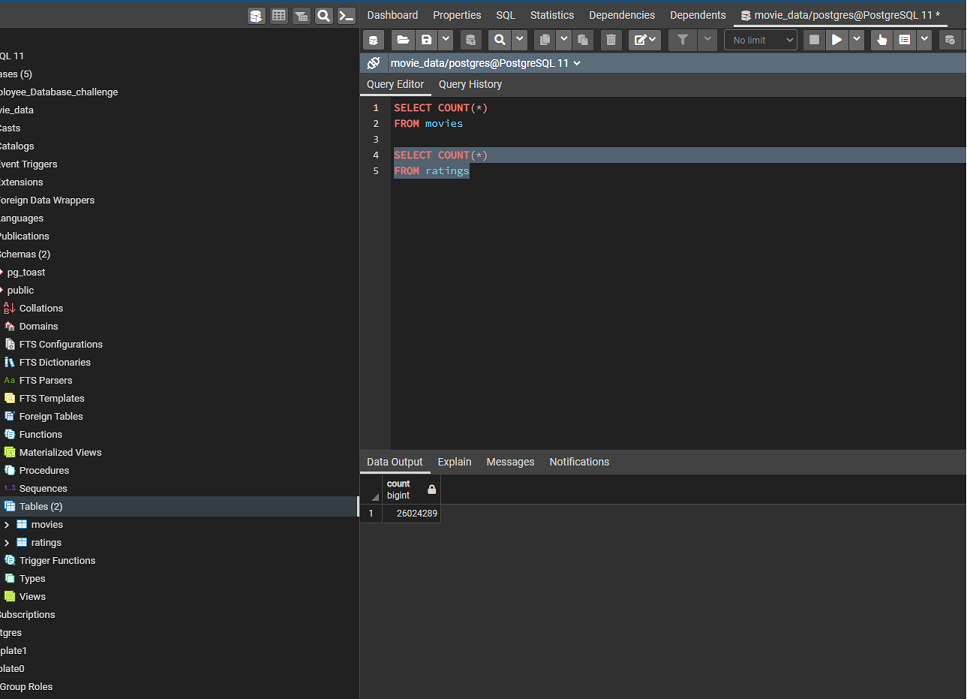 Dashboard Properties SQL Statistics Dependencies Dependents movie_data/postgres@PostgreSQL 11 *
No limit
movie_data/postgres@PostgreSQL 11
Query Editor Query History
1 SELECT COUNT(*)
2 FROM movies
3
4 SELECT COUNT(*)
5 FROM ratings
QL 11
ases (5)
ployee_Database_challenge
vie_data
Casts
Catalogs
Event Triggers
Extensions
Foreign Data Wrappers
Languages
Publications
Schemas (2)
pg_toast
public
Collations
Domains
FTS Configurations
FTS Dictionaries
Aa FTS Parsers
FTS Templates
Foreign Tables
Functions
Materialized Views
Procedures
1..3 Sequences
Tables (2)
movies
ratings
Trigger Functions
Types
Views
Subscriptions
tgres
plate1
plate0
Group Roles
Data Output Explain Messages Notifications
count
bigint
1 26024289